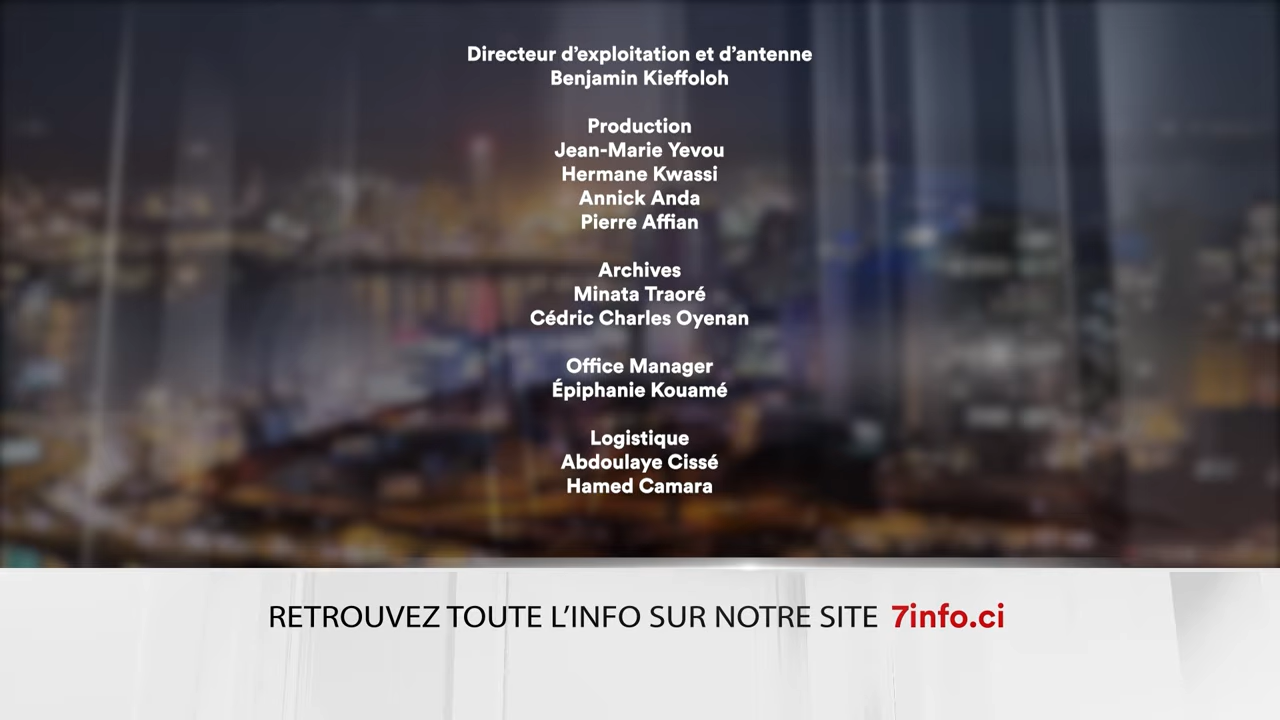 Directeur d’exploitation et d’antenne
Benjamin Kieffoloh
Production
Jean-Marie Yevou
Hermane Kwassi
Annick Anda
Pierre Affian
Archives
Minata Traoré
Cédric Charles Oyenan
Office Manager
Épiphanie Kouamé
Logistique
Abdoulaye Cissé
Hamed Camara
RETROUVEZ TOUTE L’INFO SUR NOTRE SITE 7info.ci